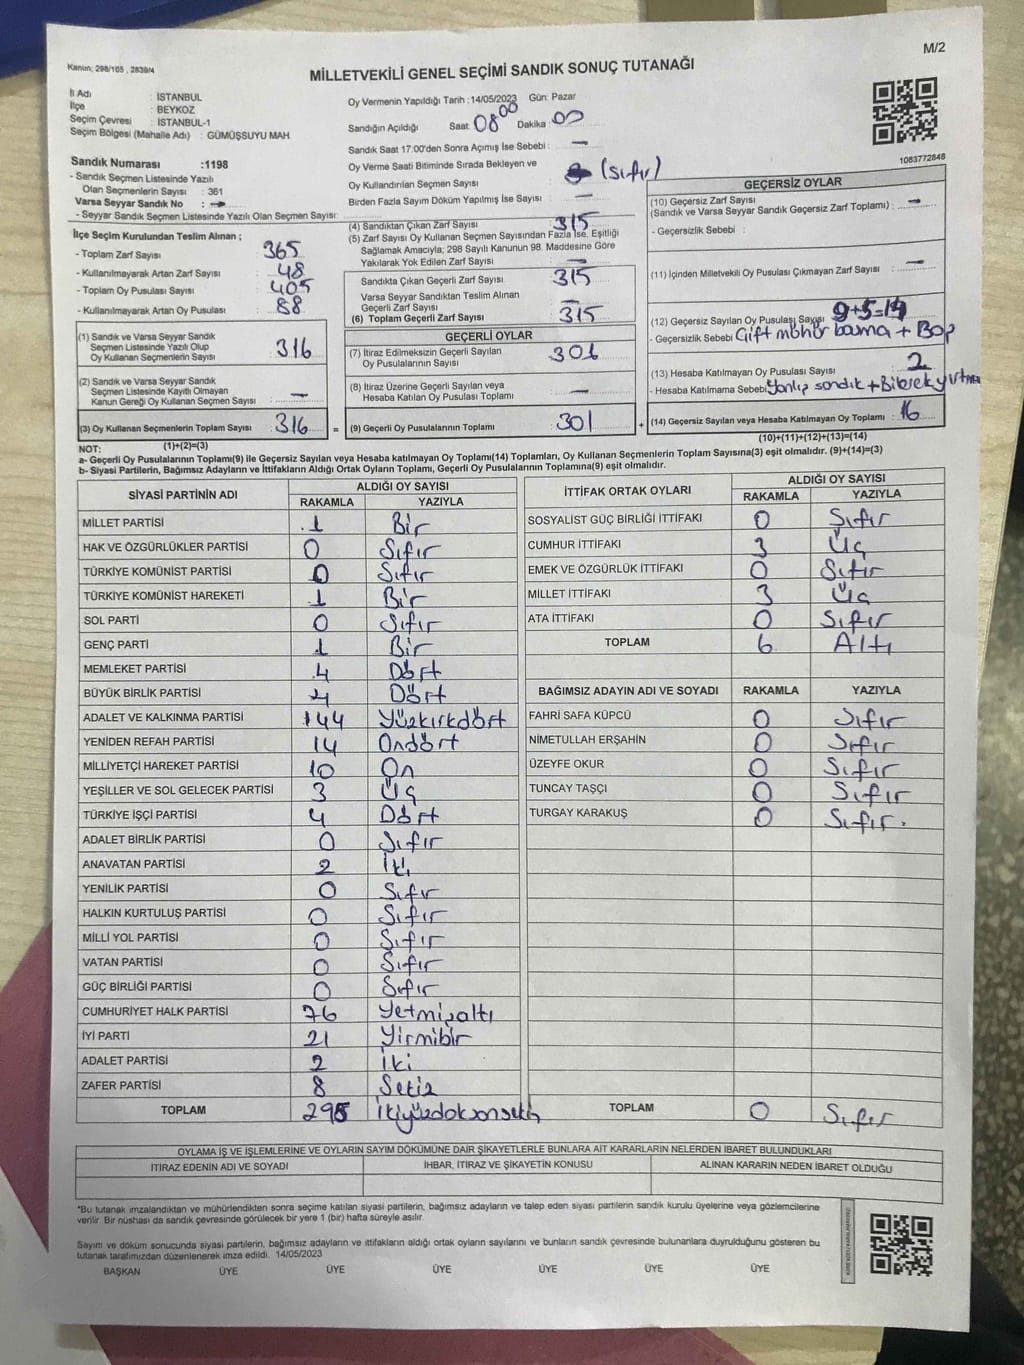 M/2
Kanun; 298/105 , 2839/4
MİLLETVEKİLİ GENEL SEÇİMİ SANDIK SONUÇ TUTANAĞI
İl Adı : İSTANBUL
İlçe : BEYKOZ
Seçim Çevresi : İSTANBUL-1
Seçim Bölgesi (Mahalle Adı) : GÜMÜŞSUYU MAH.
Oy Vermenin Yapıldığı Tarih :14/05/2023 Gün: Pazar
Sandığın Açıldığı Saat: 08 00 Dakika 00
Sandık Saat 17:00'den Sonra Açılmış İse Sebebi : —
Oy Verme Saati Bitiminde Sırada Bekleyen ve
Oy Kullandırılan Seçmen Sayısı (Sıfır)
Birden Fazla Sayım Döküm Yapılmış İse Sayısı : —
1083772848
Sandık Numarası :1198
- Sandık Seçmen Listesinde Yazılı
Olan Seçmenlerin Sayısı : 361
Varsa Seyyar Sandık No : —
- Seyyar Sandık Seçmen Listesinde Yazılı Olan Seçmen Sayısı:
İlçe Seçim Kurulundan Teslim Alınan ;
- Toplam Zarf Sayısı : 365
- Kullanılmayarak Artan Zarf Sayısı : 48
- Toplam Oy Pusulası Sayısı : 405
- Kullanılmayarak Artan Oy Pusulası : 88
(4) Sandıktan Çıkan Zarf Sayısı : 315
(5) Zarf Sayısı Oy Kullanan Seçmen Sayısından Fazla İse, Eşitliği
Sağlamak Amacıyla; 298 Sayılı Kanunun 98. Maddesine Göre
Yakılarak Yok Edilen Zarf Sayısı : —
Sandıkta Çıkan Geçerli Zarf Sayısı : 315
Varsa Seyyar Sandıktan Teslim Alınan
Geçerli Zarf Sayısı : —
(6) Toplam Geçerli Zarf Sayısı : 315
GEÇERSİZ OYLAR
(10) Geçersiz Zarf Sayısı
(Sandık ve Varsa Seyyar Sandık Geçersiz Zarf Toplamı) : —
- Geçersizlik Sebebi :
(11) İçinden Milletvekili Oy Pusulası Çıkmayan Zarf Sayısı : —
(12) Geçersiz Sayılan Oy Pusulası Sayısı : 9+5=14
- Geçersizlik Sebebi Çift mühür basma + Boş
(13) Hesaba Katılmayan Oy Pusulası Sayısı : 2
- Hesaba Katılmama Sebebi: Yanlış sandık + Bilerek yırtma
(14) Geçersiz Sayılan veya Hesaba Katılmayan Oy Toplamı : 16
(1) Sandık ve Varsa Seyyar Sandık
Seçmen Listesinde Yazılı Olup
Oy Kullanan Seçmenlerin Sayısı : 316
(2) Sandık ve Varsa Seyyar Sandık
Seçmen Listesinde Kayıtlı Olmayan
Kanun Gereği Oy Kullanan Seçmen Sayısı : —
(3) Oy Kullanan Seçmenlerin Toplam Sayısı : 316
GEÇERLİ OYLAR
(7) İtiraz Edilmeksizin Geçerli Sayılan
Oy Pusulalarının Sayısı : 301
(8) İtiraz Üzerine Geçerli Sayılan veya
Hesaba Katılan Oy Pusulası Toplamı : —
= (9) Geçerli Oy Pusulalarının Toplamı : 301 +
NOT: (1)+(2)=(3)
(10)+(11)+(12)+(13)=(14)
a- Geçerli Oy Pusulalarının Toplamı(9) ile Geçersiz Sayılan veya Hesaba katılmayan Oy Toplamı(14) Toplamları, Oy Kullanan Seçmenlerin Toplam Sayısına(3) eşit olmalıdır. (9)+(14)=(3)
b- Siyasi Partilerin, Bağımsız Adayların ve İttifakların Aldığı Ortak Oyların Toplamı, Geçerli Oy Pusulalarının Toplamına(9) eşit olmalıdır.
SİYASİ PARTİNİN ADI ALDIĞI OY SAYISI
RAKAMLA YAZIYLA
MİLLET PARTİSİ 1 Bir
HAK VE ÖZGÜRLÜKLER PARTİSİ 0 Sıfır
TÜRKİYE KOMÜNİST PARTİSİ 0 Sıfır
TÜRKİYE KOMÜNİST HAREKETİ 1 Bir
SOL PARTİ 0 Sıfır
GENÇ PARTİ 1 Bir
MEMLEKET PARTİSİ 4 Dört
BÜYÜK BİRLİK PARTİSİ 4 Dört
ADALET VE KALKINMA PARTİSİ 144 Yüzkırkdört
YENİDEN REFAH PARTİSİ 14 Ondört
MİLLİYETÇİ HAREKET PARTİSİ 10 On
YEŞİLLER VE SOL GELECEK PARTİSİ 3 Üç
TÜRKİYE İŞÇİ PARTİSİ 4 Dört
ADALET BİRLİK PARTİSİ 0 Sıfır
ANAVATAN PARTİSİ 2 İki
YENİLİK PARTİSİ 0 Sıfır
HALKIN KURTULUŞ PARTİSİ 0 Sıfır
MİLLİ YOL PARTİSİ 0 Sıfır
VATAN PARTİSİ 0 Sıfır
GÜÇ BİRLİĞİ PARTİSİ 0 Sıfır
CUMHURİYET HALK PARTİSİ 76 Yetmişaltı
İYİ PARTİ 21 Yirmibir
ADALET PARTİSİ 2 İki
ZAFER PARTİSİ 8 Sekiz
TOPLAM 295 İkiyüzdoksansekiz
İTTİFAK ORTAK OYLARI ALDIĞI OY SAYISI
RAKAMLA YAZIYLA
SOSYALİST GÜÇ BİRLİĞİ İTTİFAKI 0 Sıfır
CUMHUR İTTİFAKI 3 Üç
EMEK VE ÖZGÜRLÜK İTTİFAKI 0 Sıfır
MİLLET İTTİFAKI 3 Üç
ATA İTTİFAKI 0 Sıfır
TOPLAM 6 Altı
BAĞIMSIZ ADAYIN ADI VE SOYADI RAKAMLA YAZIYLA
FAHRİ SAFA KÜPCÜ 0 Sıfır
NİMETULLAH ERŞAHİN 0 Sıfır
ÜZEYFE OKUR 0 Sıfır
TUNCAY TAŞÇI 0 Sıfır
TURGAY KARAKUŞ 0 Sıfır.
TOPLAM 0 Sıfır
OYLAMA İŞ VE İŞLEMLERİNE VE OYLARIN SAYIM DÖKÜMÜNE DAİR ŞİKAYETLERLE BUNLARA AİT KARARLARIN NELERDEN İBARET BULUNDUKLARI
İTİRAZ EDENİN ADI VE SOYADI İHBAR, İTİRAZ VE ŞİKAYETİN KONUSU ALINAN KARARIN NEDEN İBARET OLDUĞU
*Bu tutanak imzalandıktan ve mühürlendikten sonra seçime katılan siyasi partilerin, bağımsız adayların ve talep eden siyasi partilerin sandık kurulu üyelerine veya gözlemcilerine
verilir. Bir nüshası da sandık çevresinde görülecek bir yere 1 (bir) hafta süreyle asılır.
Sayım ve döküm sonucunda siyasi partilerin, bağımsız adayların ve ittifakların aldığı ortak oyların sayılarını ve bunların sandık çevresinde bulunanlara duyrulduğunu gösteren bu
tutanak tarafımızdan düzenlenerek imza edildi. 14/05/2023
BAŞKAN ÜYE ÜYE ÜYE ÜYE ÜYE ÜYE